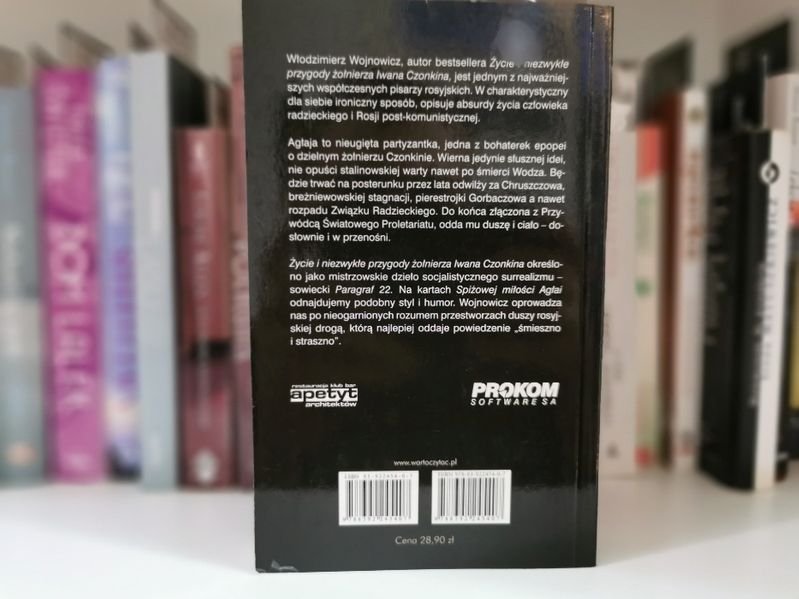 Włodzimierz Wojnowicz, autor bestsellera Życie i niezwykłe
przygody żołnierza Iwana Czonkina, jest jednym z najważniej-
szych współczesnych pisarzy rosyjskich. W charakterystyczny
dla siebie ironiczny sposób, opisuje absurdy życia człowieka
radzieckiego i Rosji post-komunistycznej.
Agłaja to nieugięta partyzantka, jedna z bohaterek epopei
o dzielnym żołnierzu Czonkinie. Wierna jedynie słusznej idei,
nie opuści stalinowskiej warty nawet po śmierci Wodza. Bę-
dzie trwać na posterunku przez lata odwilży za Chruszczowa,
breżniewowskiej stagnacji, pierestrojki Gorbaczowa a nawet
rozpadu Związku Radzieckiego. Do końca złączona z Przy-
wódcą Światowego Proletariatu, odda mu duszę i ciało – do-
słownie i w przenośni.
Życie i niezwykłe przygody żołnierza Iwana Czonkina określo-
no jako mistrzowskie dzieło socjalistycznego surrealizmu –
sowiecki Paragraf 22. Na kartach Spiżowej miłości Agłai
odnajdujemy podobny styl i humor. Wojnowicz oprowadza
nas po nieogarnionych rozumem przestworzach duszy rosyj-
skiej drogą, którą najlepiej oddaje powiedzenie „śmieszno
i straszno”.
restauracja klub bar
apetyt
architektów
PROKOM
SOFTWARE SA
www.wartoczytac.pl
Cena 28,90 zł